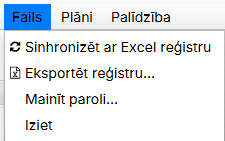 Fails Plāni Palīdzība
Sinhronizēt ar Excel reģistru
Eksportēt reģistru...
Mainīt paroli...
Iziet